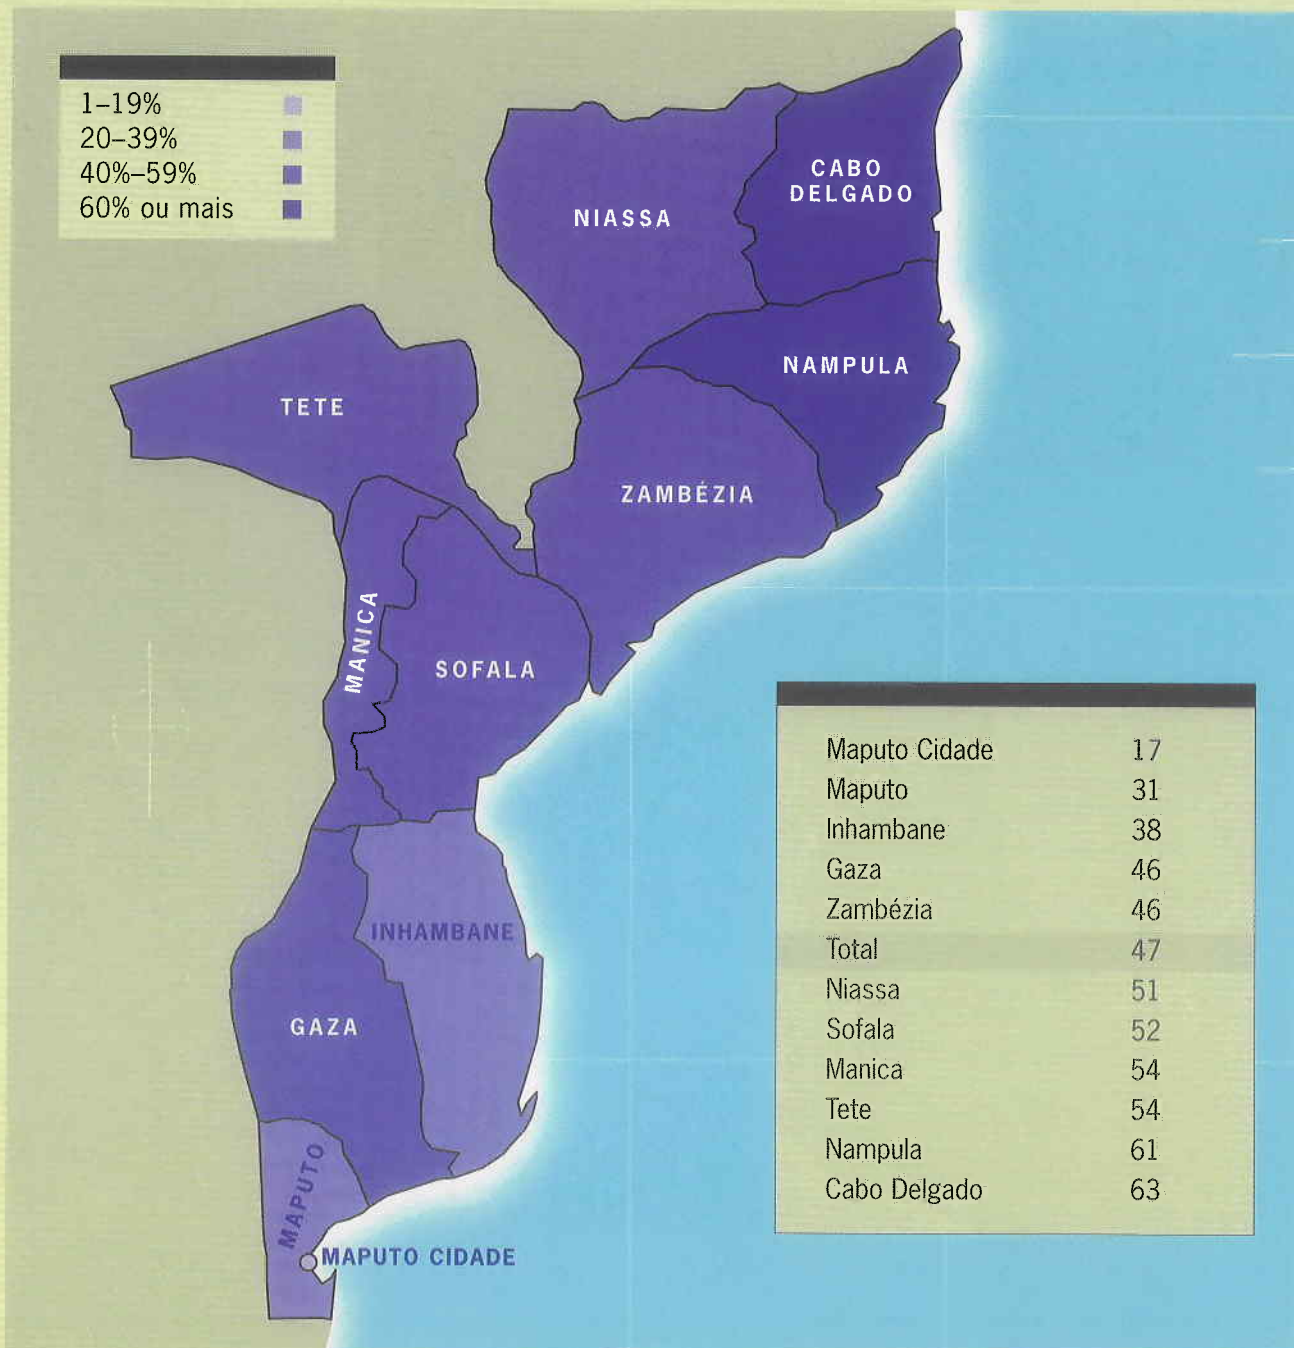 1–19%
20–39%
40%–59%
60% ou mais
CABO
DELGADO
NIASSA
NAMPULA
TETE
ZAMBÉZIA
MANICA
SOFALA
INHAMBANE
GAZA
MAPUTO
MAPUTO CIDADE
Maputo Cidade 17
Maputo 31
Inhambane 38
Gaza 46
Zambézia 46
Total 47
Niassa 51
Sofala 52
Manica 54
Tete 54
Nampula 61
Cabo Delgado 63